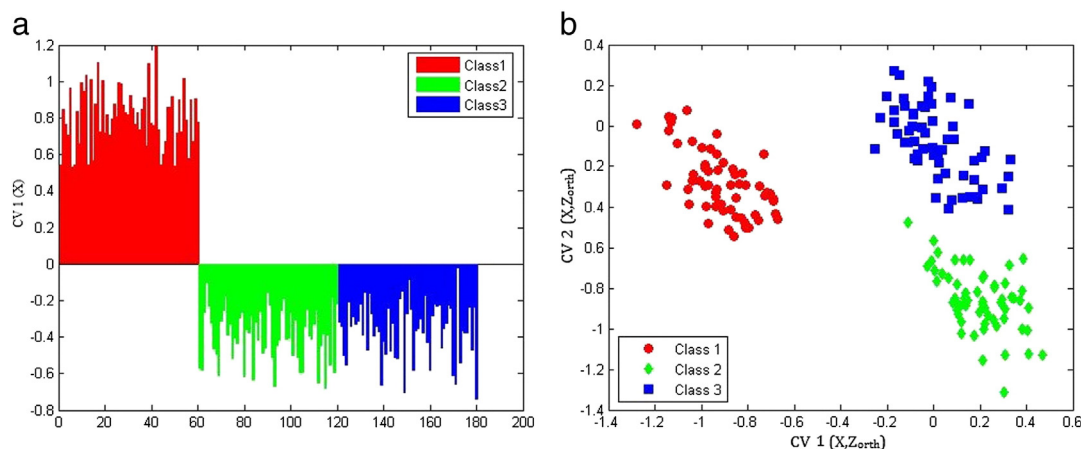 a
1.2
1
0.8
0.6
0.4
0.2
0
-0.2
-0.4
-0.6
-0.8
0 20 40 60 80 100 120 140 160 180 200
CV 1 (X)
Class1
Class2
Class3
b
0.4
0.2
0
-0.2
-0.4
-0.6
-0.8
-1
-1.2
-1.4
-1.4 -1.2 -1 -0.8 -0.6 -0.4 -0.2 0 0.2 0.4 0.6
CV 2 (X,Zorth)
CV 1 (X,Zorth)
Class 1
Class 2
Class 3